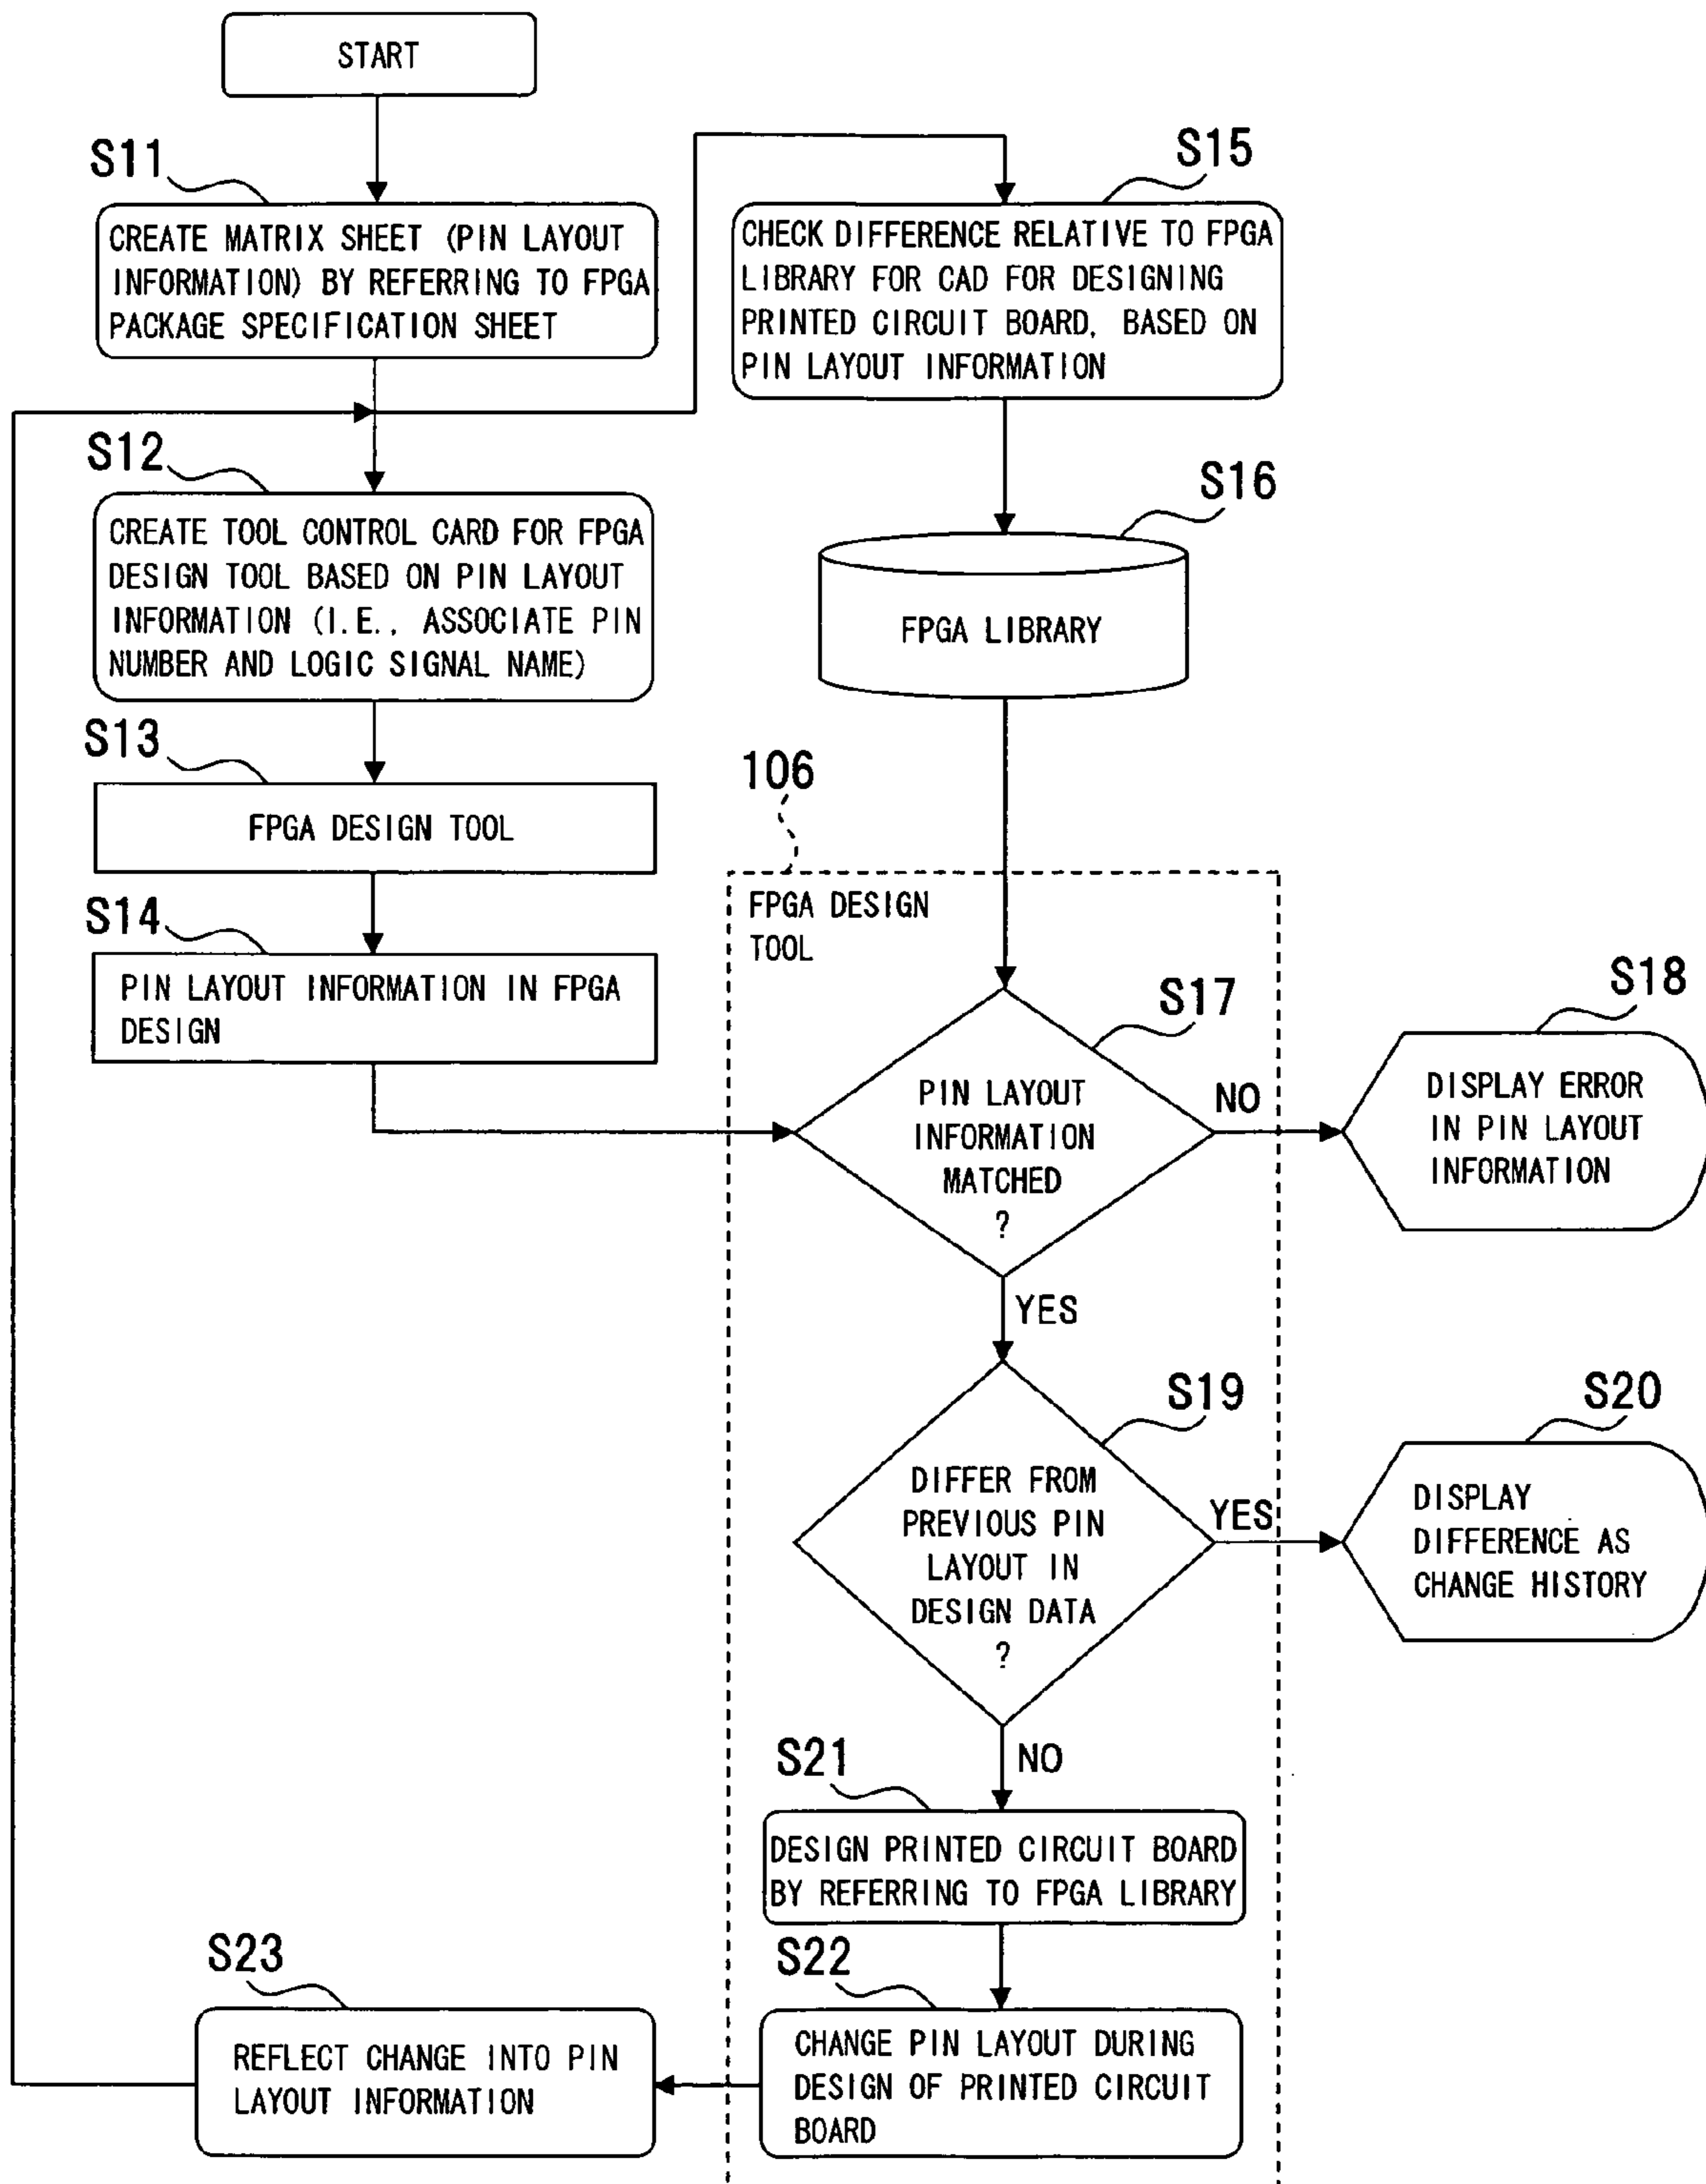 START
S11
CREATE MATRIX SHEET (PIN LAYOUT
INFORMATION) BY REFERRING TO FPGA
PACKAGE SPECIFICATION SHEET
S12
CREATE TOOL CONTROL CARD FOR FPGA
DESIGN TOOL BASED ON PIN LAYOUT
INFORMATION (I.E., ASSOCIATE PIN
NUMBER AND LOGIC SIGNAL NAME)
S13
FPGA DESIGN TOOL
S14
PIN LAYOUT INFORMATION IN FPGA
DESIGN
S15
CHECK DIFFERENCE RELATIVE TO FPGA
LIBRARY FOR CAD FOR DESIGNING
PRINTED CIRCUIT BOARD, BASED ON
PIN LAYOUT INFORMATION
S16
FPGA LIBRARY
106
FPGA DESIGN
TOOL
S17
PIN LAYOUT
INFORMATION
MATCHED
?
NO
S18
DISPLAY ERROR
IN PIN LAYOUT
INFORMATION
YES
S19
DIFFER FROM
PREVIOUS PIN
LAYOUT IN
DESIGN DATA
?
YES
S20
DISPLAY
DIFFERENCE AS
CHANGE HISTORY
NO
S21
DESIGN PRINTED CIRCUIT BOARD
BY REFERRING TO FPGA LIBRARY
S22
CHANGE PIN LAYOUT DURING
DESIGN OF PRINTED CIRCUIT
BOARD
S23
REFLECT CHANGE INTO PIN
LAYOUT INFORMATION